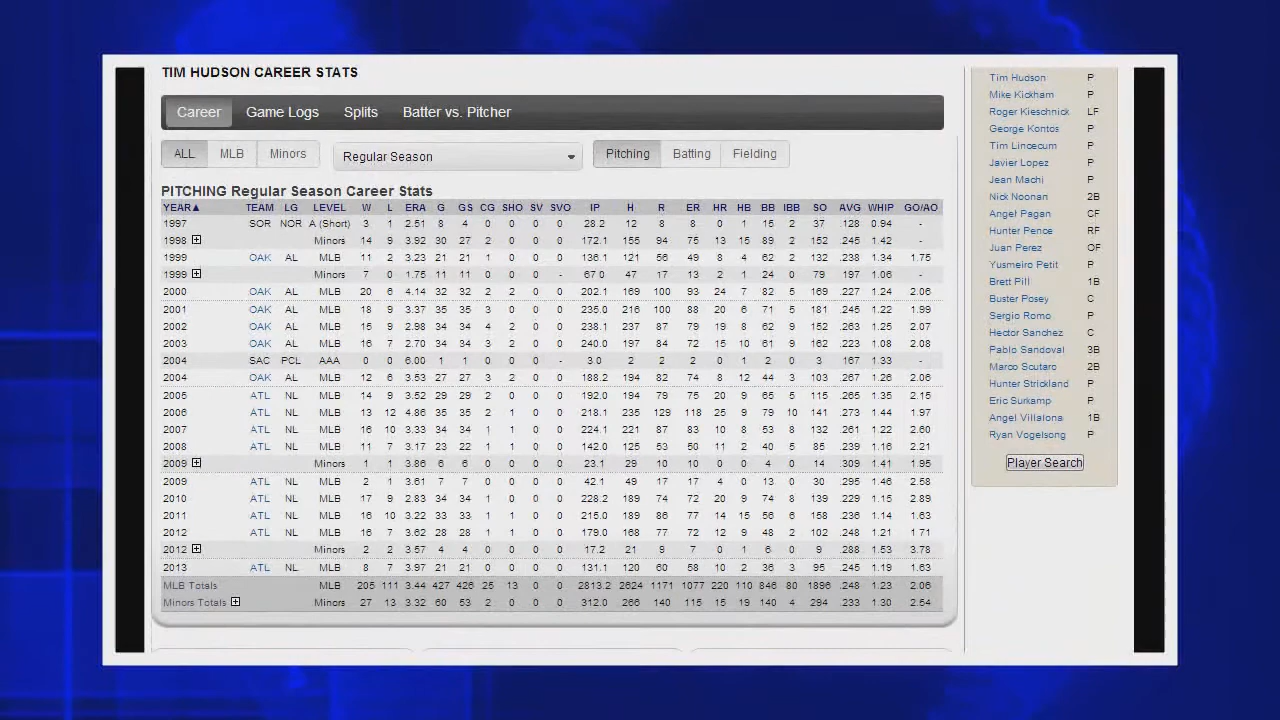 TIM HUDSON CAREER STATS
Career Game Logs Splits Batter vs. Pitcher
ALL MLB Minors Regular Season Pitching Batting Fielding
PITCHING Regular Season Career Stats
YEAR▲ TEAM LG LEVEL W L ERA G GS CG SHO SV SVO IP H R ER HR HB BB IBB SO AVG WHIP GO/AO
1997 SOR NOR A (Short) 3 1 2.51 8 4 0 0 0 0 28.2 12 8 8 0 1 15 2 37 .128 0.94 -
1998 Minors 14 9 3.92 30 27 2 0 0 0 172.1 155 94 75 13 15 89 2 152 .245 1.42 -
1999 OAK AL MLB 11 2 3.23 21 21 1 0 0 0 136.1 121 56 49 8 4 62 2 132 .238 1.34 1.75
1999 Minors 7 0 1.75 11 11 0 0 0 - 67.0 47 17 13 2 1 24 0 79 .197 1.06 -
2000 OAK AL MLB 20 6 4.14 32 32 2 2 0 0 202.1 169 100 93 24 7 82 5 169 .227 1.24 2.06
2001 OAK AL MLB 18 9 3.37 35 35 3 0 0 0 235.0 216 100 88 20 6 71 5 181 .245 1.22 1.99
2002 OAK AL MLB 15 9 2.98 34 34 4 2 0 0 238.1 237 87 79 19 8 62 9 152 .263 1.25 2.07
2003 OAK AL MLB 16 7 2.70 34 34 3 2 0 0 240.0 197 84 72 15 10 61 9 162 .223 1.08 2.08
2004 SAC PCL AAA 0 0 6.00 1 1 0 0 0 - 3.0 2 2 2 0 1 2 0 3 .167 1.33 -
2004 OAK AL MLB 12 6 3.53 27 27 3 2 0 0 188.2 194 82 74 8 12 44 3 103 .267 1.26 2.06
2005 ATL NL MLB 14 9 3.52 29 29 2 0 0 0 192.0 194 79 75 20 9 65 5 115 .265 1.35 2.15
2006 ATL NL MLB 13 12 4.86 35 35 2 1 0 0 218.1 235 129 118 25 3 79 10 141 .273 1.44 1.97
2007 ATL NL MLB 16 10 3.33 34 34 1 1 0 0 224.1 221 87 83 10 8 53 8 132 .261 1.22 2.60
2008 ATL NL MLB 11 7 3.17 23 22 1 1 0 0 142.0 125 53 50 11 2 40 5 85 .239 1.16 2.21
2009 Minors 1 1 3.86 6 6 0 0 0 0 23.1 29 10 10 0 0 4 0 14 .309 1.41 1.95
2009 ATL NL MLB 2 1 3.61 7 7 0 0 0 0 42.1 49 17 17 4 0 13 0 30 .295 1.46 2.58
2010 ATL NL MLB 17 9 2.83 34 34 1 0 0 0 228.2 189 74 72 20 9 74 8 139 .229 1.15 2.89
2011 ATL NL MLB 16 10 3.22 33 33 1 1 0 0 215.0 189 86 77 14 15 56 8 158 .236 1.14 1.63
2012 ATL NL MLB 16 7 3.62 28 28 1 1 0 0 179.0 168 77 72 12 9 48 2 102 .248 1.21 1.71
2012 Minors 2 2 3.57 4 4 0 0 0 0 17.2 21 9 7 0 1 6 0 9 .288 1.53 3.78
2013 ATL NL MLB 8 7 3.97 21 21 0 0 0 0 131.1 120 60 58 10 2 36 3 95 .245 1.19 1.63
MLB Totals MLB 205 111 3.44 427 426 25 13 0 0 2813.2 2624 1171 1077 220 110 846 80 1896 .248 1.23 2.06
Minors Totals Minors 27 13 3.32 60 53 2 0 0 0 312.0 266 140 115 15 19 140 4 294 .233 1.30 2.54
Tim Hudson P
Mike Kickham P
Roger Kieschnick LF
George Kontos P
Tim Lincecum P
Javier Lopez P
Jean Machi P
Nick Noonan 2B
Angel Pagan CF
Hunter Pence RF
Juan Perez OF
Yusmeiro Petit P
Brett Pill 1B
Buster Posey C
Sergio Romo P
Hector Sanchez C
Pablo Sandoval 3B
Marco Scutaro 2B
Hunter Strickland P
Eric Surkamp P
Angel Villalona 1B
Ryan Vogelsong P
Player Search